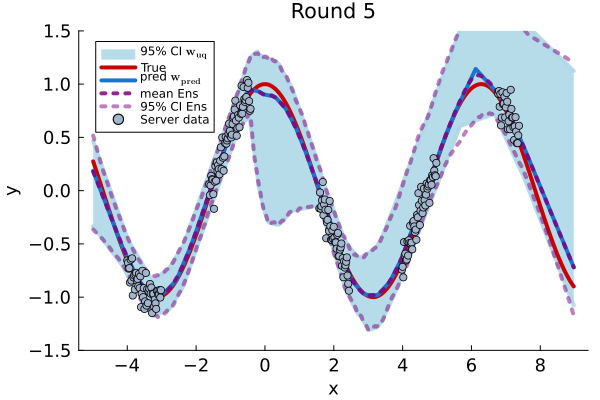 Round 5
95% CI w_uq
True
pred w_pred
mean Ens
95% CI Ens
Server data
y
1.5
1.0
0.5
0.0
−0.5
−1.0
−1.5
−4 −2 0 2 4 6 8
x